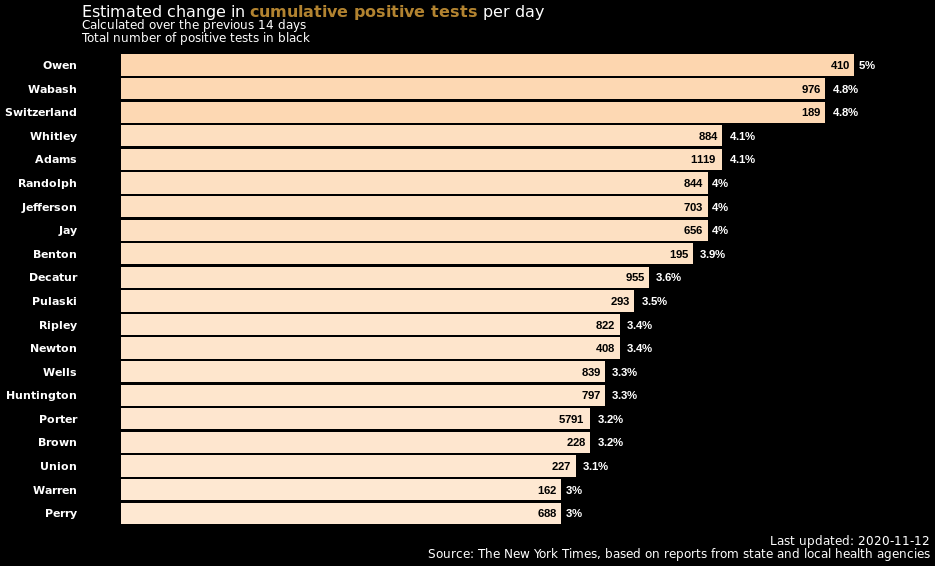 Estimated change in cumulative positive tests per day
Calculated over the previous 14 days
Total number of positive tests in black
Owen 410 5%
Wabash 976 4.8%
Switzerland 189 4.8%
Whitley 884 4.1%
Adams 1119 4.1%
Randolph 844 4%
Jefferson 703 4%
Jay 656 4%
Benton 195 3.9%
Decatur 955 3.6%
Pulaski 293 3.5%
Ripley 822 3.4%
Newton 408 3.4%
Wells 839 3.3%
Huntington 797 3.3%
Porter 5791 3.2%
Brown 228 3.2%
Union 227 3.1%
Warren 162 3%
Perry 688 3%
Last updated: 2020-11-12
Source: The New York Times, based on reports from state and local health agencies